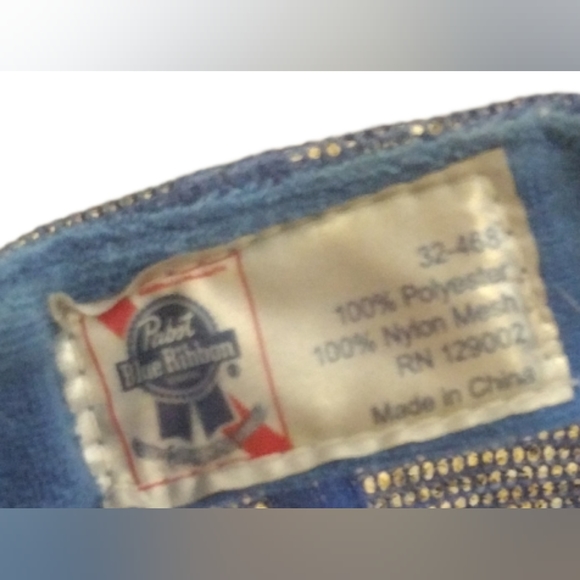 Pabst
Blue Ribbon®
32-468
100% Polyester
100% Nylon Mesh
RN 129002
Made in China